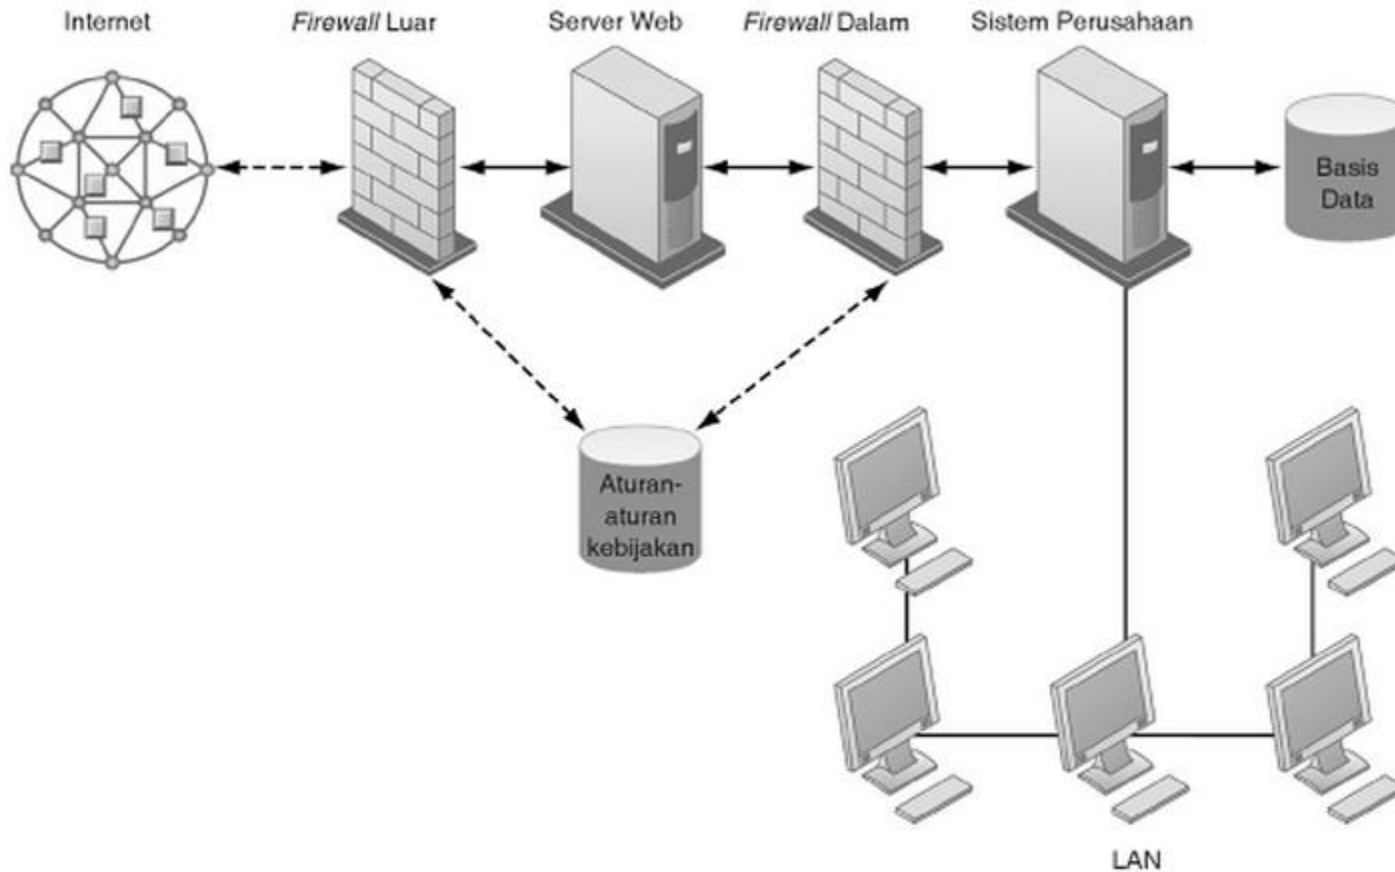 Internet
Firewall Luar
Server Web
Firewall Dalam
Sistem Perusahaan
Basis
Data
Aturan-
aturan
kebijakan
LAN